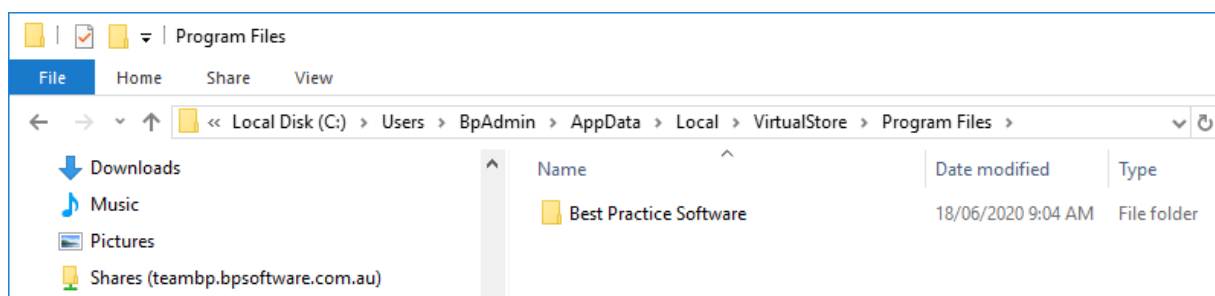 Program Files
File Home Share View
« Local Disk (C:) > Users > BpAdmin > AppData > Local > VirtualStore > Program Files >
Downloads
Name Date modified Type
Music
Best Practice Software 18/06/2020 9:04 AM File folder
Pictures
Shares (teambp.bpsoftware.com.au)